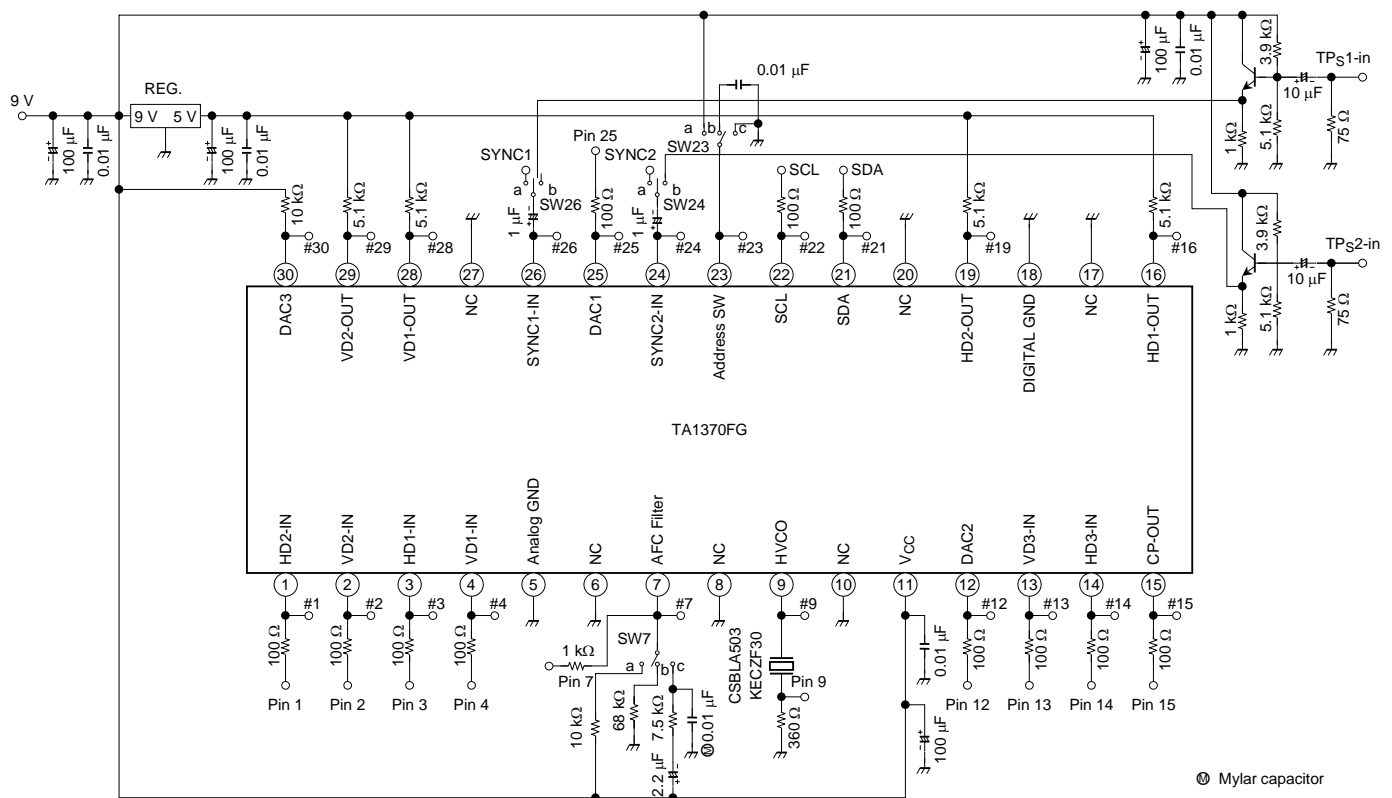 9 V
REG.
9 V 5 V
100 µF
0.01 µF
100 µF
0.01 µF
0.01 µF
100 µF
0.01 µF
3.9 kΩ
TPS1-in
10 µF
1 kΩ
5.1 kΩ
75 Ω
a b c
SW23
Pin 25
SYNC1
a b
SW26
1 µF
SYNC2
a b
SW24
1 µF
SCL
SDA
10 kΩ
5.1 kΩ
5.1 kΩ
100 Ω
100 Ω
100 Ω
5.1 kΩ
5.1 kΩ
3.9 kΩ
TPS2-in
10 µF
1 kΩ
5.1 kΩ
75 Ω
#30
#29
#28
#26
#25
#24
#23
#22
#21
#19
#16
30 29 28 27 26 25 24 23 22 21 20 19 18 17 16
DAC3
VD2-OUT
VD1-OUT
NC
SYNC1-IN
DAC1
SYNC2-IN
Address SW
SCL
SDA
NC
HD2-OUT
DIGITAL GND
NC
HD1-OUT
TA1370FG
HD2-IN
VD2-IN
HD1-IN
VD1-IN
Analog GND
NC
AFC Filter
NC
HVCO
NC
VCC
DAC2
VD3-IN
HD3-IN
CP-OUT
1 2 3 4 5 6 7 8 9 10 11 12 13 14 15
#1
#2
#3
#4
#7
#9
#12
#13
#14
#15
100 Ω
100 Ω
100 Ω
100 Ω
1 kΩ
Pin 7
SW7
a b c
10 kΩ
68 kΩ
7.5 kΩ
M 0.01 µF
2.2 µF
CSBLA503
KECZF30
Pin 9
360 Ω
0.01 µF
100 µF
100 Ω
100 Ω
100 Ω
100 Ω
Pin 1
Pin 2
Pin 3
Pin 4
Pin 12
Pin 13
Pin 14
Pin 15
M Mylar capacitor